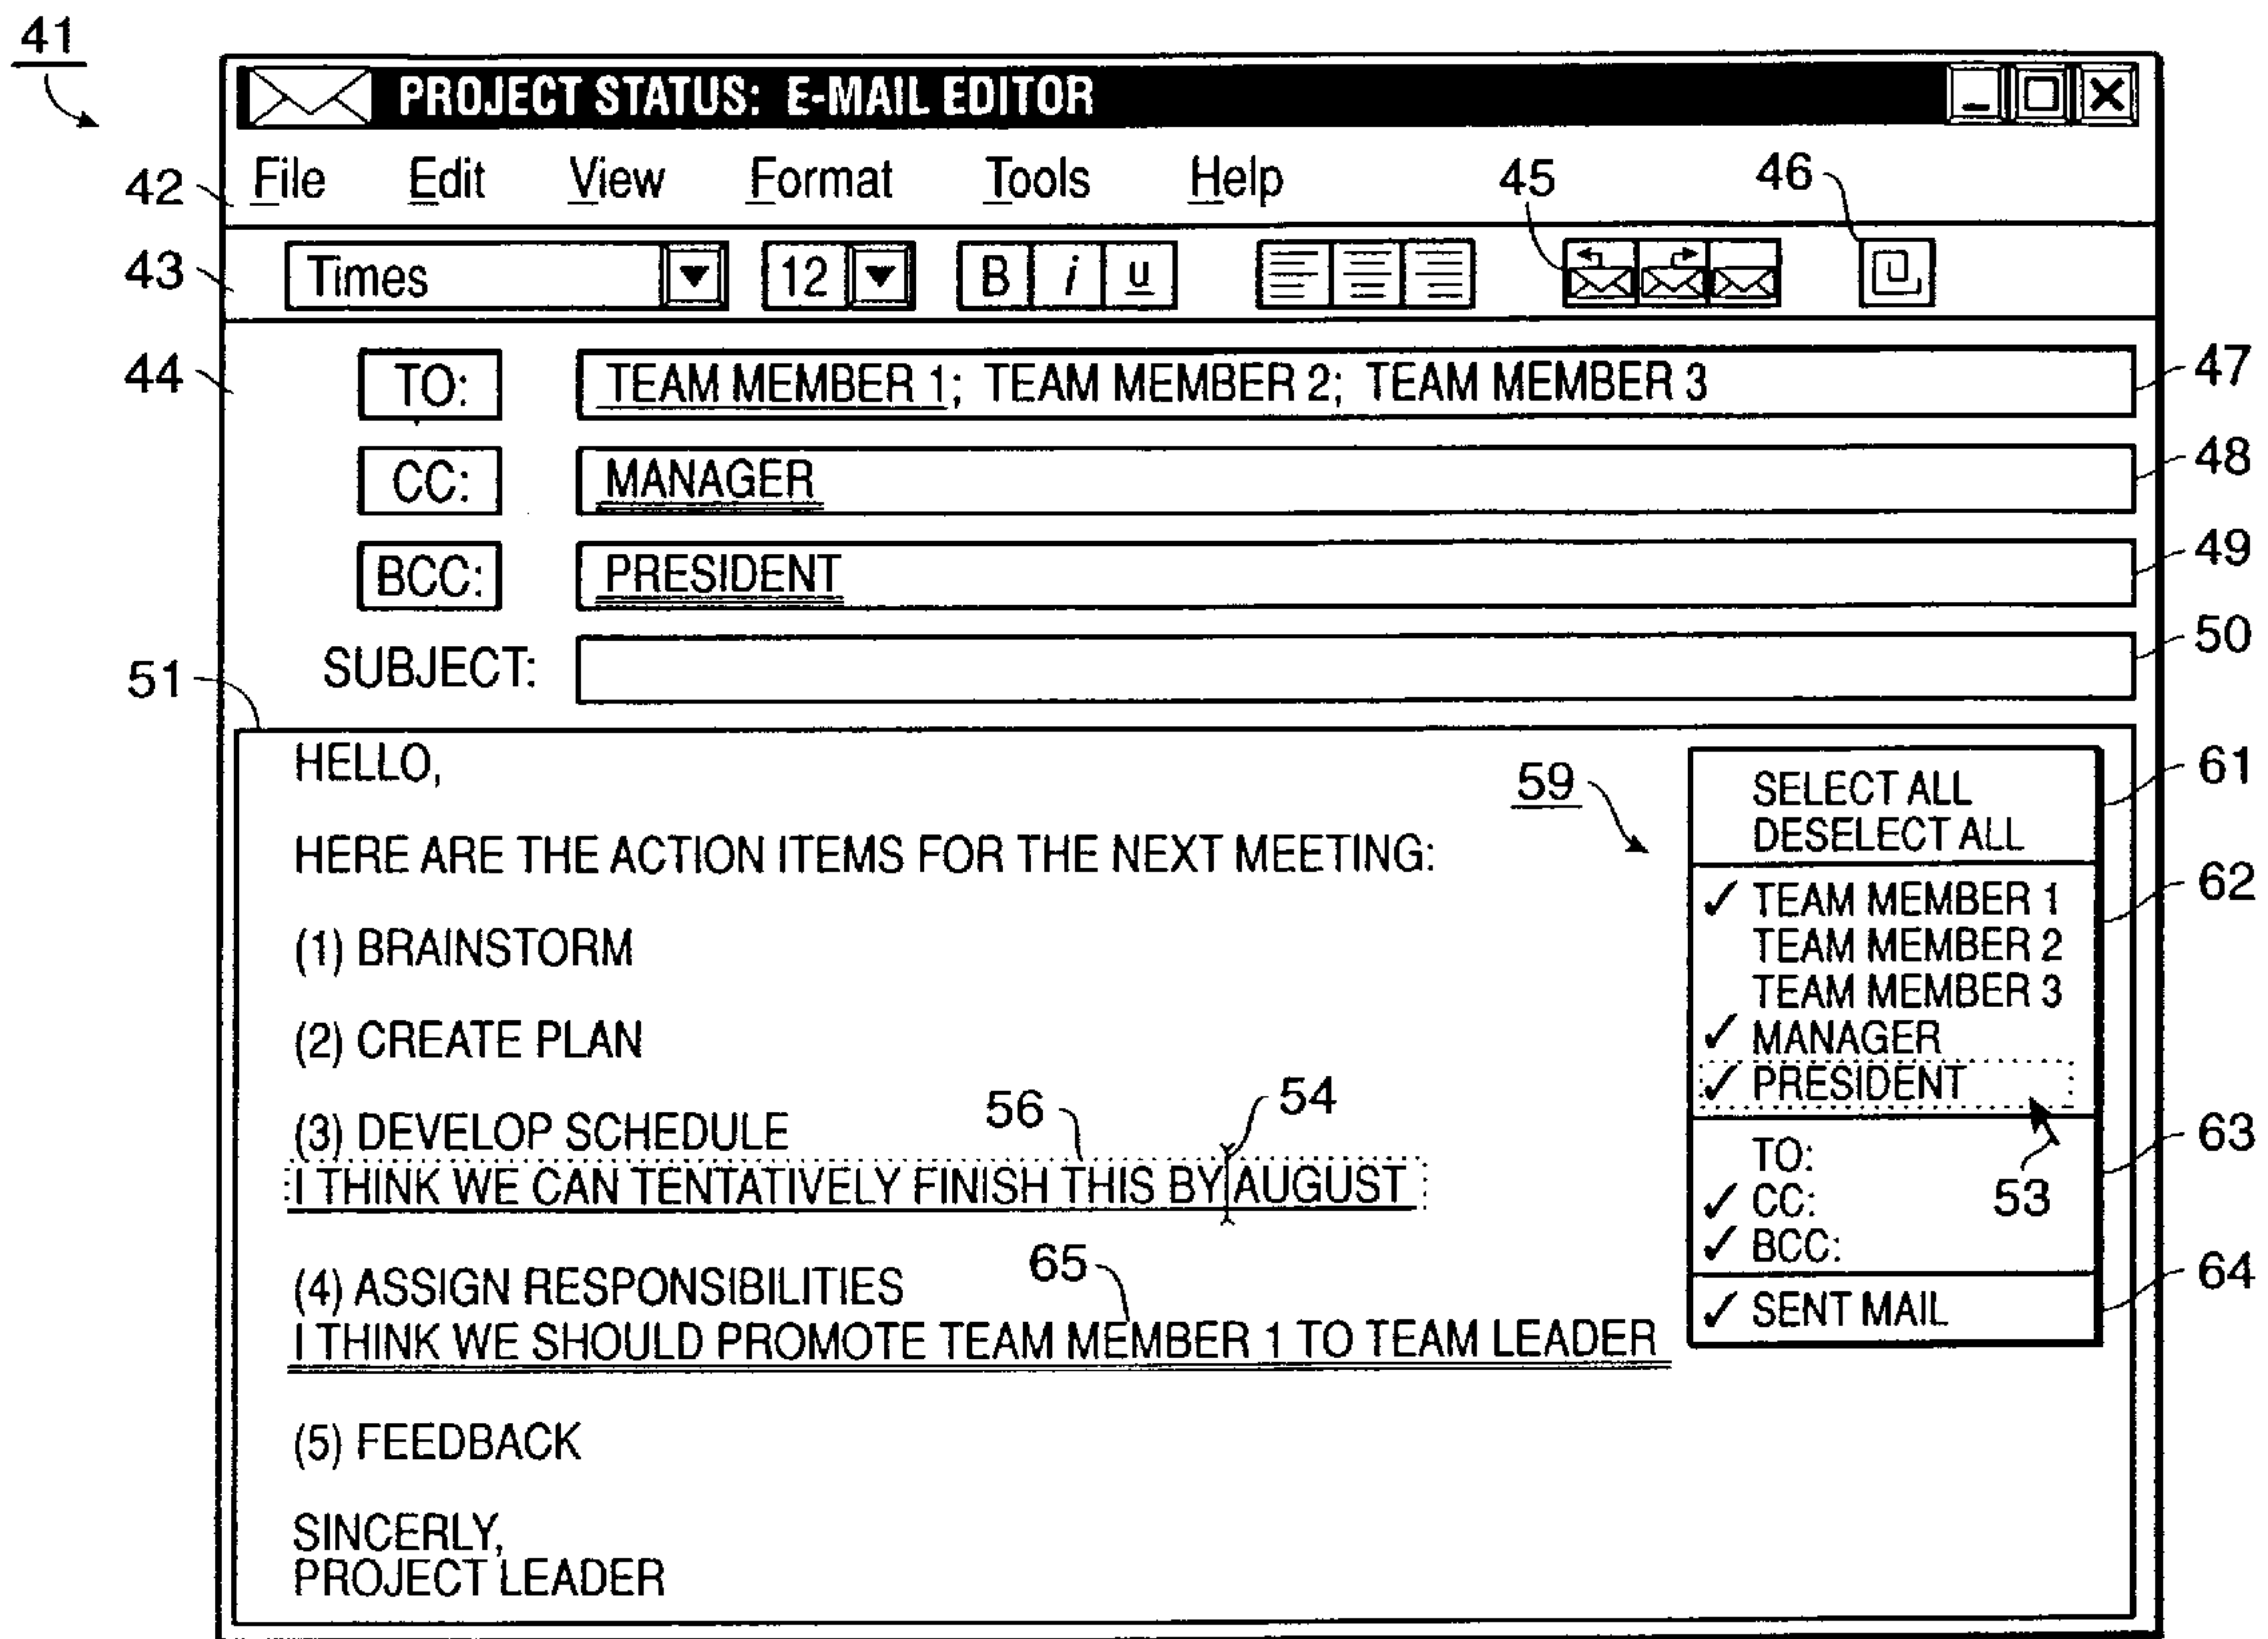 41
PROJECT STATUS: E-MAIL EDITOR
42 File Edit View Format Tools Help 45 46
43 Times 12 B i u
44 TO: TEAM MEMBER 1; TEAM MEMBER 2; TEAM MEMBER 3 47
CC: MANAGER 48
BCC: PRESIDENT 49
SUBJECT: 50
51
HELLO,
HERE ARE THE ACTION ITEMS FOR THE NEXT MEETING:
(1) BRAINSTORM
(2) CREATE PLAN
56 54
(3) DEVELOP SCHEDULE
I THINK WE CAN TENTATIVELY FINISH THIS BY AUGUST
65
(4) ASSIGN RESPONSIBILITIES
I THINK WE SHOULD PROMOTE TEAM MEMBER 1 TO TEAM LEADER
(5) FEEDBACK
SINCERLY,
PROJECT LEADER
59
SELECT ALL 61
DESELECT ALL
✓ TEAM MEMBER 1 62
TEAM MEMBER 2
TEAM MEMBER 3
✓ MANAGER
✓ PRESIDENT
53
TO: 63
✓ CC:
✓ BCC:
✓ SENT MAIL 64